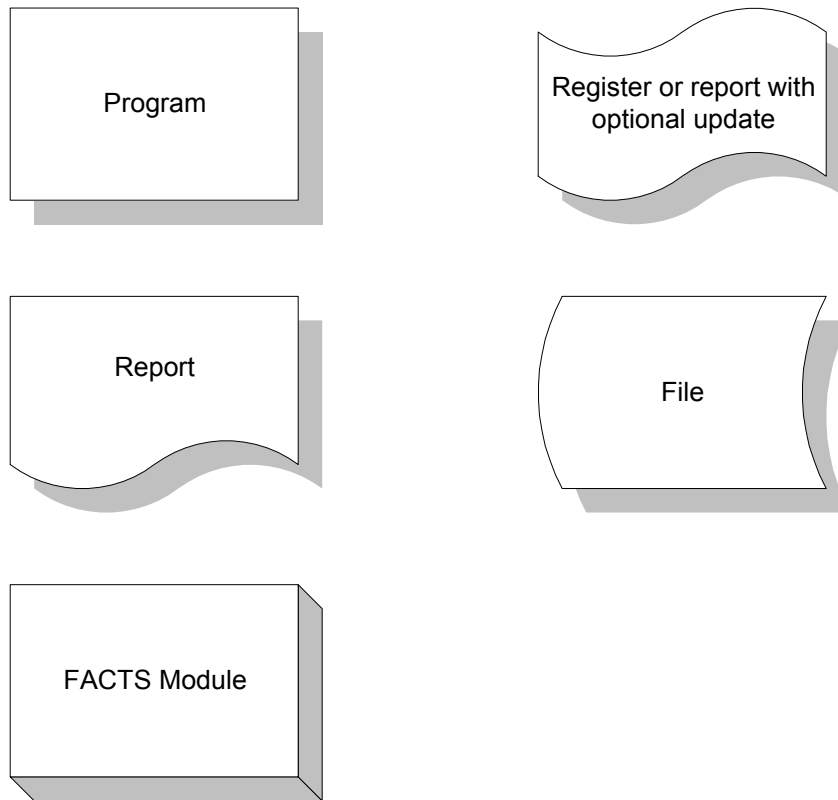 Program
Register or report with
optional update
Report
File
FACTS Module